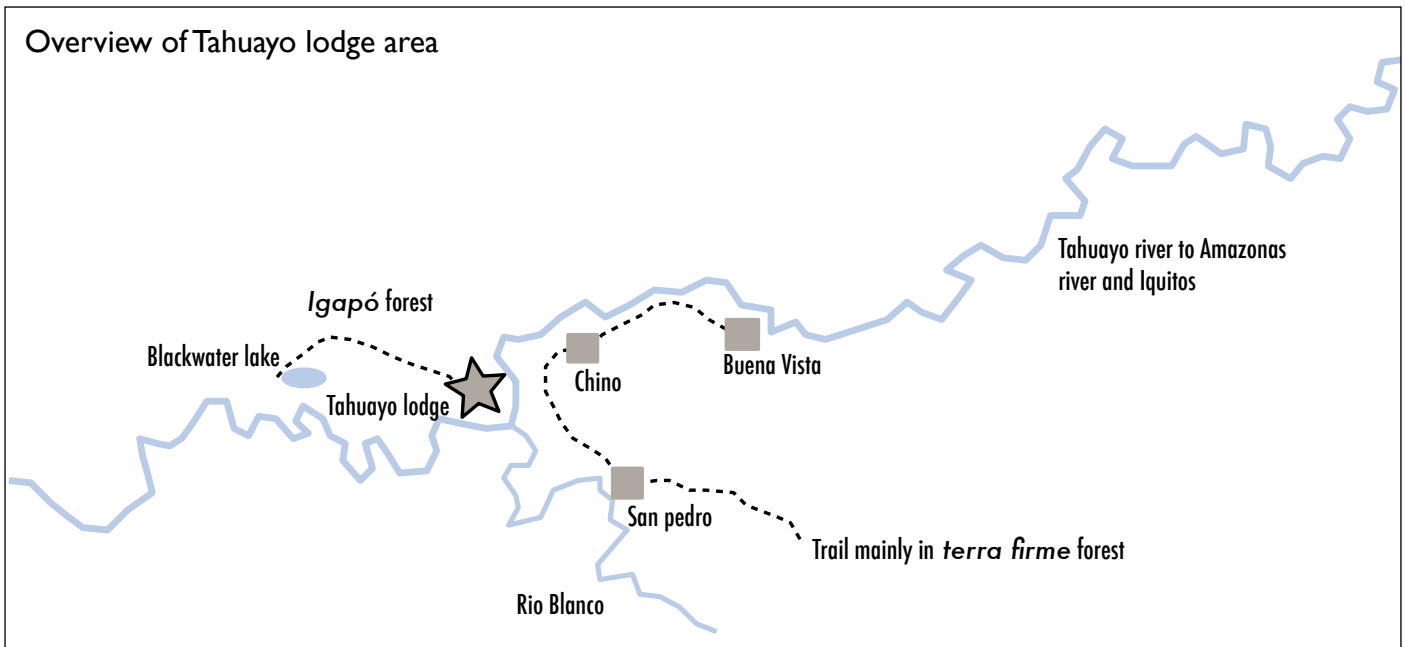 Overview of Tahuayo lodge area
Tahuayo river to Amazonas
river and Iquitos
Igapó forest
Blackwater lake
Buena Vista
Chino
Tahuayo lodge
San pedro
Trail mainly in terra firme forest
Rio Blanco